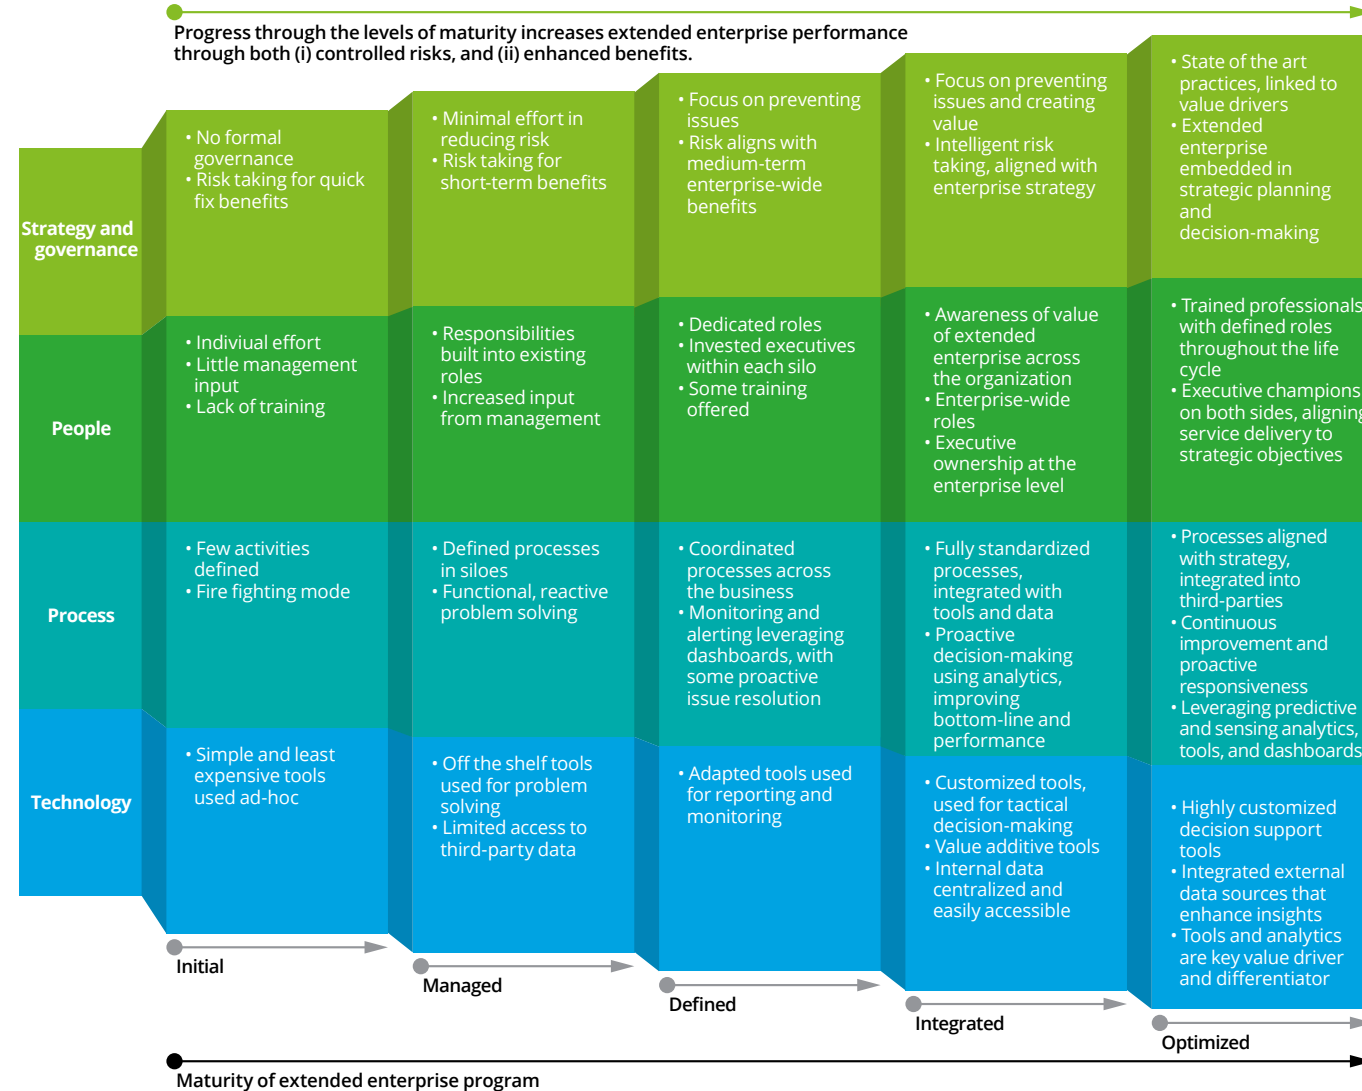 Progress through the levels of maturity increases extended enterprise performance
through both (i) controlled risks, and (ii) enhanced benefits.
Strategy and
governance
• No formal
governance
• Risk taking for quick
fix benefits
• Minimal effort in
reducing risk
• Risk taking for
short-term benefits
• Focus on preventing
issues
• Risk aligns with
medium-term
enterprise-wide
benefits
• Focus on preventing
issues and creating
value
• Intelligent risk
taking, aligned with
enterprise strategy
• State of the art
practices, linked to
value drivers
• Extended
enterprise
embedded in
strategic planning
and
decision-making
People
• Indiviual effort
• Little management
input
• Lack of training
• Responsibilities
built into existing
roles
• Increased input
from management
• Dedicated roles
• Invested executives
within each silo
• Some training
offered
• Awareness of value
of extended
enterprise across
the organization
• Enterprise-wide
roles
• Executive
ownership at the
enterprise level
• Trained professionals
with defined roles
throughout the life
cycle
• Executive champions
on both sides, aligning
service delivery to
strategic objectives
Process
• Few activities
defined
• Fire fighting mode
• Defined processes
in siloes
• Functional, reactive
problem solving
• Coordinated
processes across
the business
• Monitoring and
alerting leveraging
dashboards, with
some proactive
issue resolution
• Fully standardized
processes,
integrated with
tools and data
• Proactive
decision-making
using analytics,
improving
bottom-line and
performance
• Processes aligned
with strategy,
integrated into
third-parties
• Continuous
improvement and
proactive
responsiveness
• Leveraging predictive
and sensing analytics,
tools, and dashboards
Technology
• Simple and least
expensive tools
used ad-hoc
• Off the shelf tools
used for problem
solving
• Limited access to
third-party data
• Adapted tools used
for reporting and
monitoring
• Customized tools,
used for tactical
decision-making
• Value additive tools
• Internal data
centralized and
easily accessible
• Highly customized
decision support
tools
• Integrated external
data sources that
enhance insights
• Tools and analytics
are key value driver
and differentiator
Initial
Managed
Defined
Integrated
Optimized
Maturity of extended enterprise program